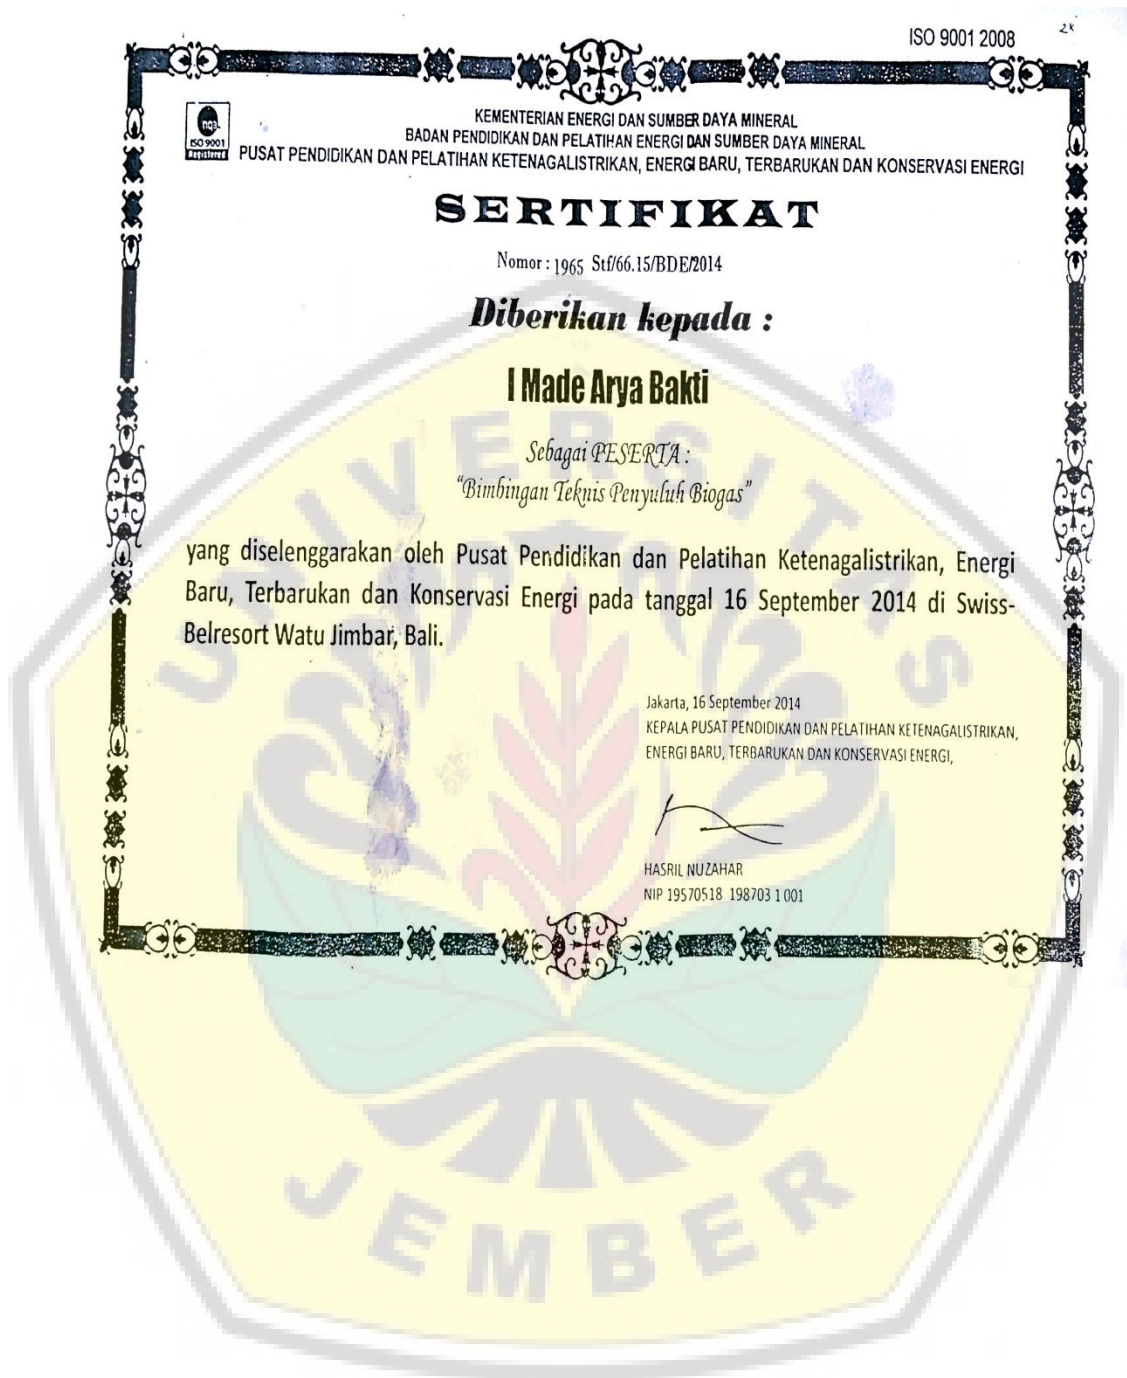 ISO 9001 2008
24
nqa
ISO 9001
Registered
KEMENTERIAN ENERGI DAN SUMBER DAYA MINERAL
BADAN PENDIDIKAN DAN PELATIHAN ENERGI DAN SUMBER DAYA MINERAL
PUSAT PENDIDIKAN DAN PELATIHAN KETENAGALISTRIKAN, ENERGI BARU, TERBARUKAN DAN KONSERVASI ENERGI
SERTIFIKAT
Nomor : 1965 Stf/66.15/BDE/2014
Diberikan kepada :
I Made Arya Bakti
Sebagai PESERTA :
“Bimbingan Teknis Penyuluh Biogas”
yang diselenggarakan oleh Pusat Pendidikan dan Pelatihan Ketenagalistrikan, Energi
Baru, Terbarukan dan Konservasi Energi pada tanggal 16 September 2014 di Swiss-
Belresort Watu Jimbar, Bali.
Jakarta, 16 September 2014
KEPALA PUSAT PENDIDIKAN DAN PELATIHAN KETENAGALISTRIKAN,
ENERGI BARU, TERBARUKAN DAN KONSERVASI ENERGI,
HASRIL NUZAHAR
NIP 19570518 198703 1 001
UNIVERSITAS
JEMBER